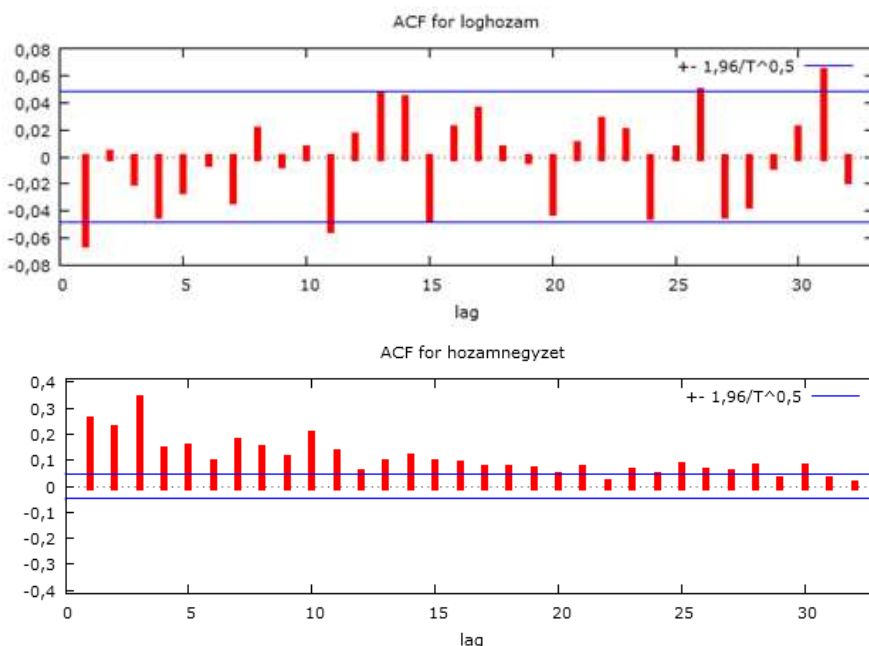 ACF for loghozam
+- 1,96/T^0,5
0,08
0,06
0,04
0,02
0
-0,02
-0,04
-0,06
-0,08
0 5 10 15 20 25 30
lag
ACF for hozamnegyzet
+- 1,96/T^0,5
0,4
0,3
0,2
0,1
0
-0,1
-0,2
-0,3
-0,4
0 5 10 15 20 25 30
lag